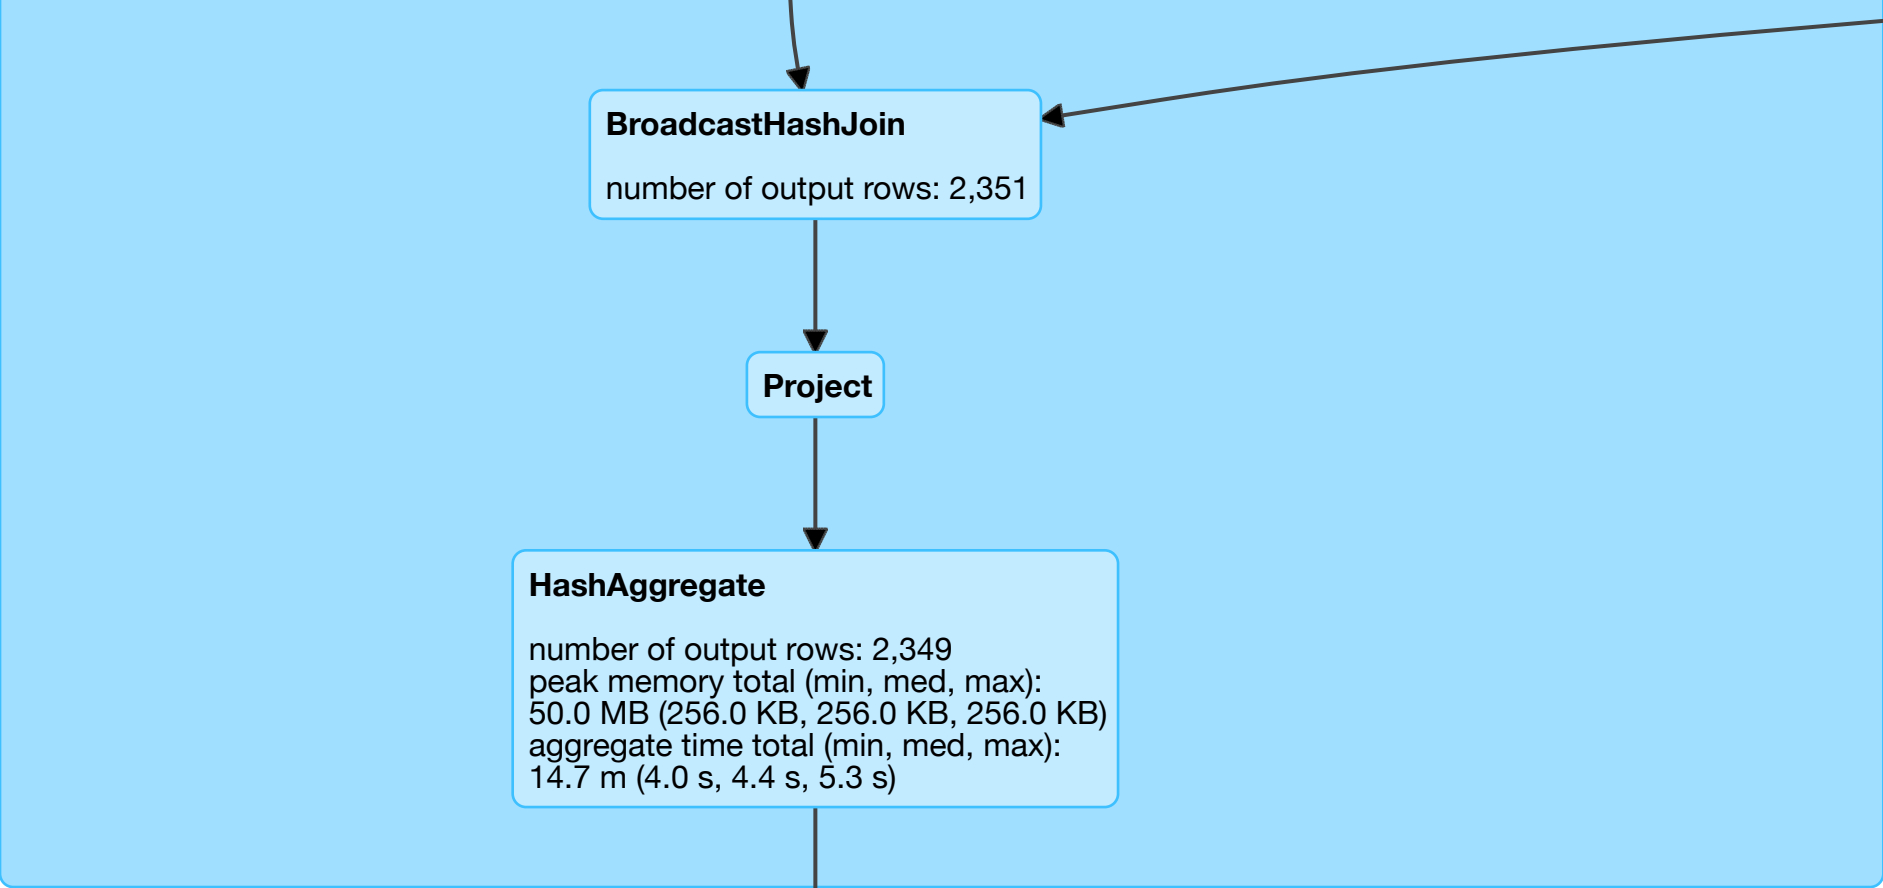 BroadcastHashJoin
number of output rows: 2,351
Project
HashAggregate
number of output rows: 2,349
peak memory total (min, med, max):
50.0 MB (256.0 KB, 256.0 KB, 256.0 KB)
aggregate time total (min, med, max):
14.7 m (4.0 s, 4.4 s, 5.3 s)